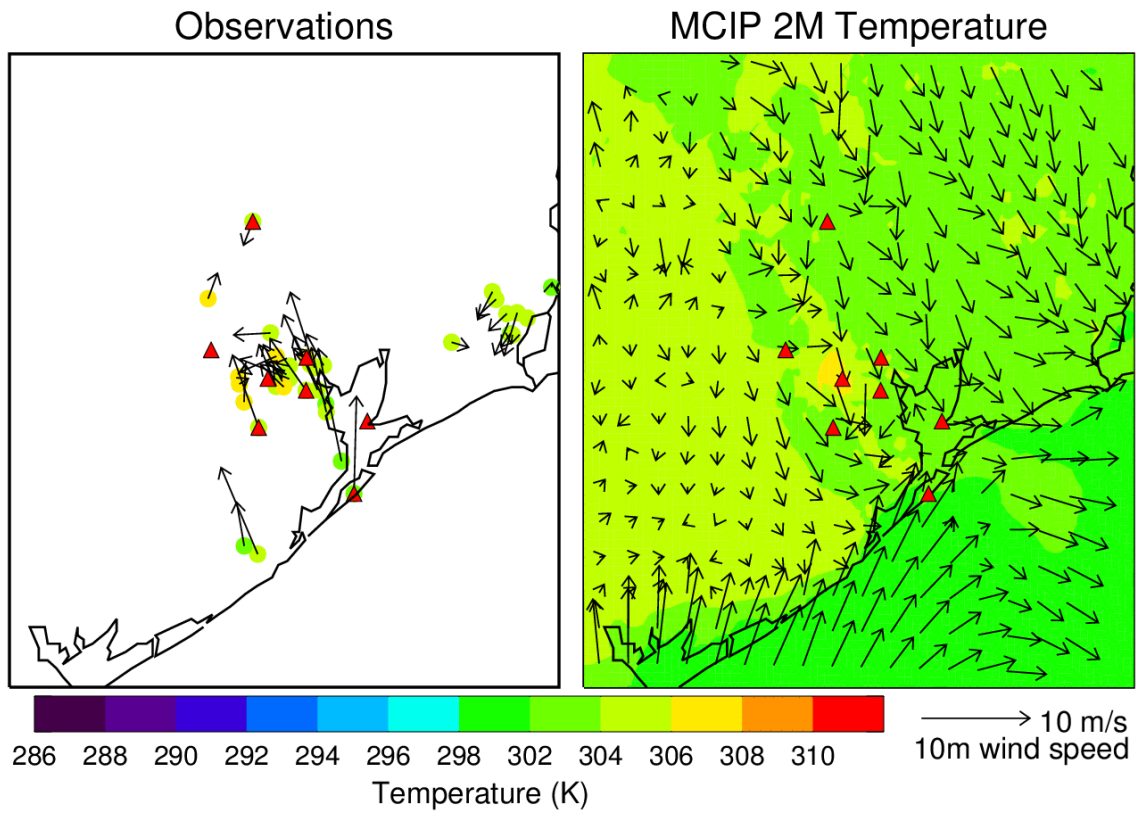 Observations
MCIP 2M Temperature
286 288 290 292 294 296 298 302 304 306 308 310
Temperature (K)
10 m/s
10m wind speed